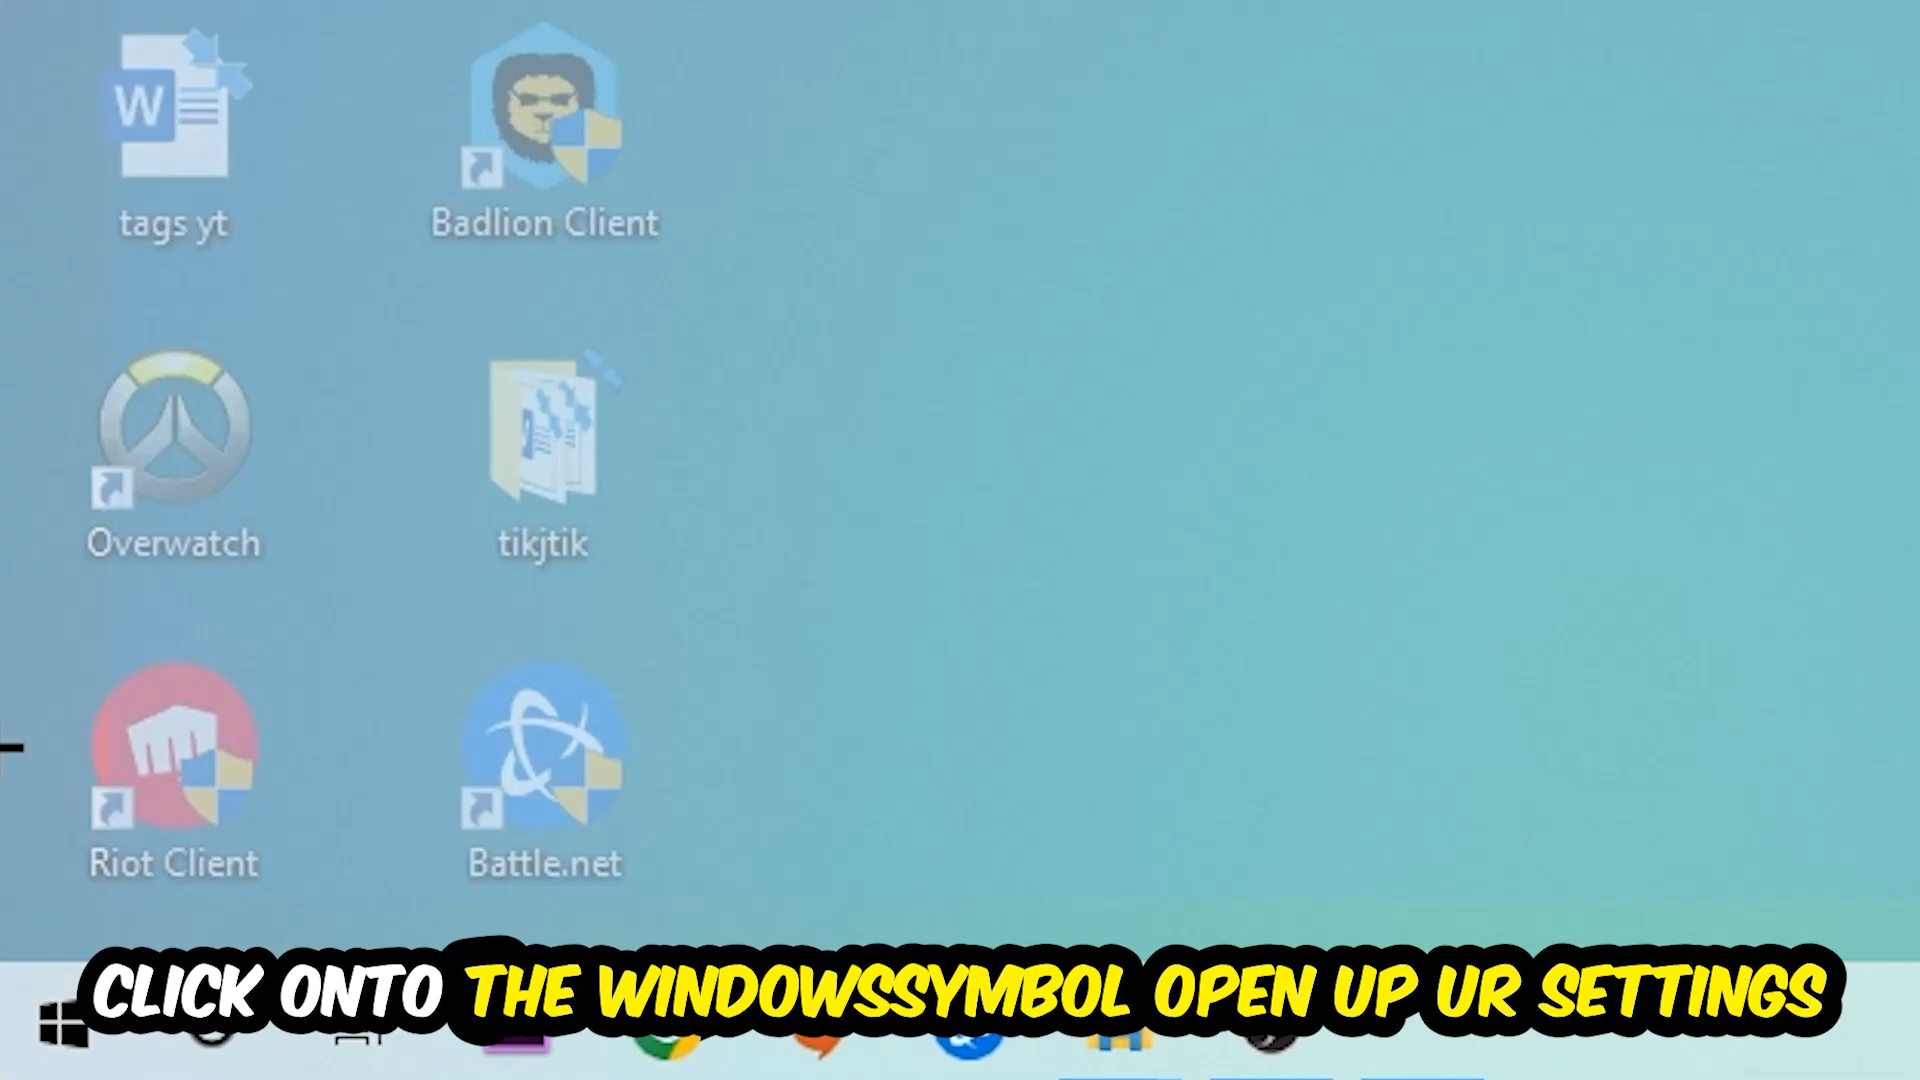 W
tags yt
Badlion Client
Overwatch
tikjtik
Riot Client
Battle.net
CLICK ONTO THE WINDOWSSYMBOL OPEN UP UR SETTINGS